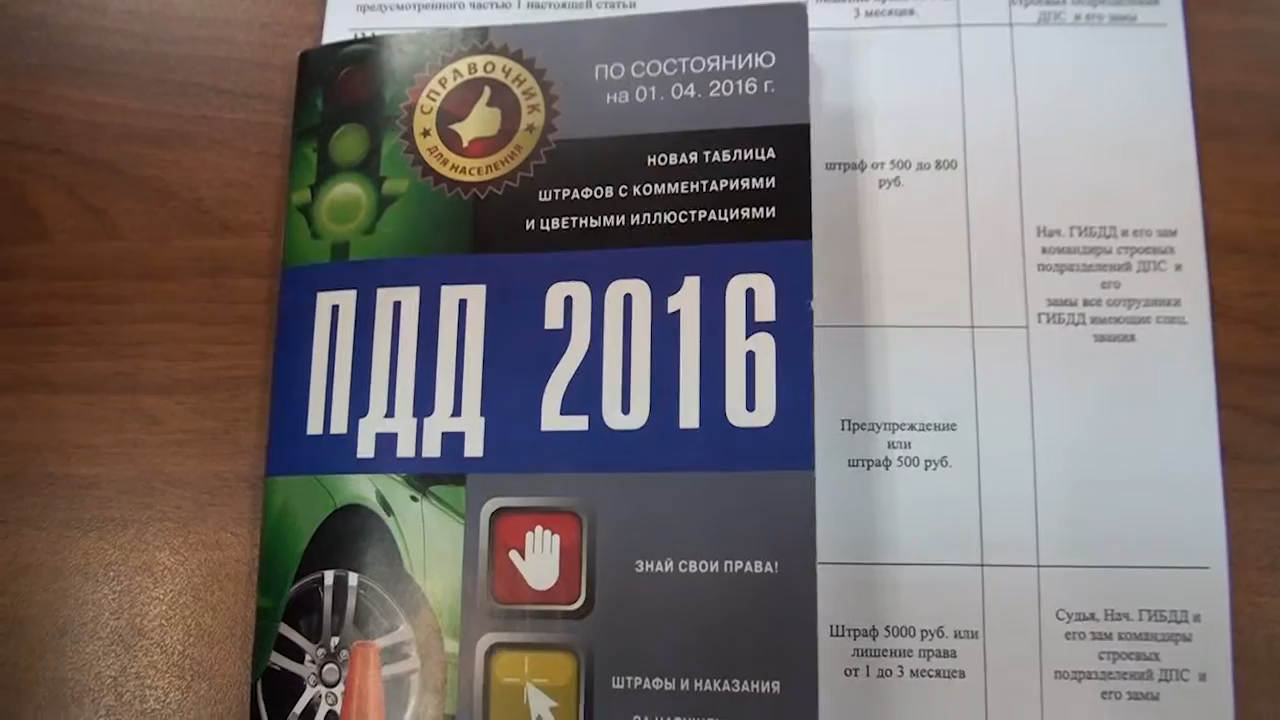 предусмотренного частью 1 настоящей статьи
3 месяцев.
ДПС и его замы
СПРАВОЧНИК
ДЛЯ НАСЕЛЕНИЯ
ПО СОСТОЯНИЮ
на 01. 04. 2016 г.
НОВАЯ ТАБЛИЦА
ШТРАФОВ С КОММЕНТАРИЯМИ
И ЦВЕТНЫМИ ИЛЛЮСТРАЦИЯМИ
ПДД 2016
ЗНАЙ СВОИ ПРАВА!
ШТРАФЫ И НАКАЗАНИЯ
штраф от 500 до 800
руб.
Нач. ГИБДД и его зам
командиры строевых
подразделений ДПС и
его
замы все сотрудники
ГИБДД имеющие спец.
звания
Предупреждение
или
штраф 500 руб.
Штраф 5000 руб. или
лишение права
от 1 до 3 месяцев
Судья, Нач. ГИБДД и
его зам командиры
строевых
подразделений ДПС и
его замы